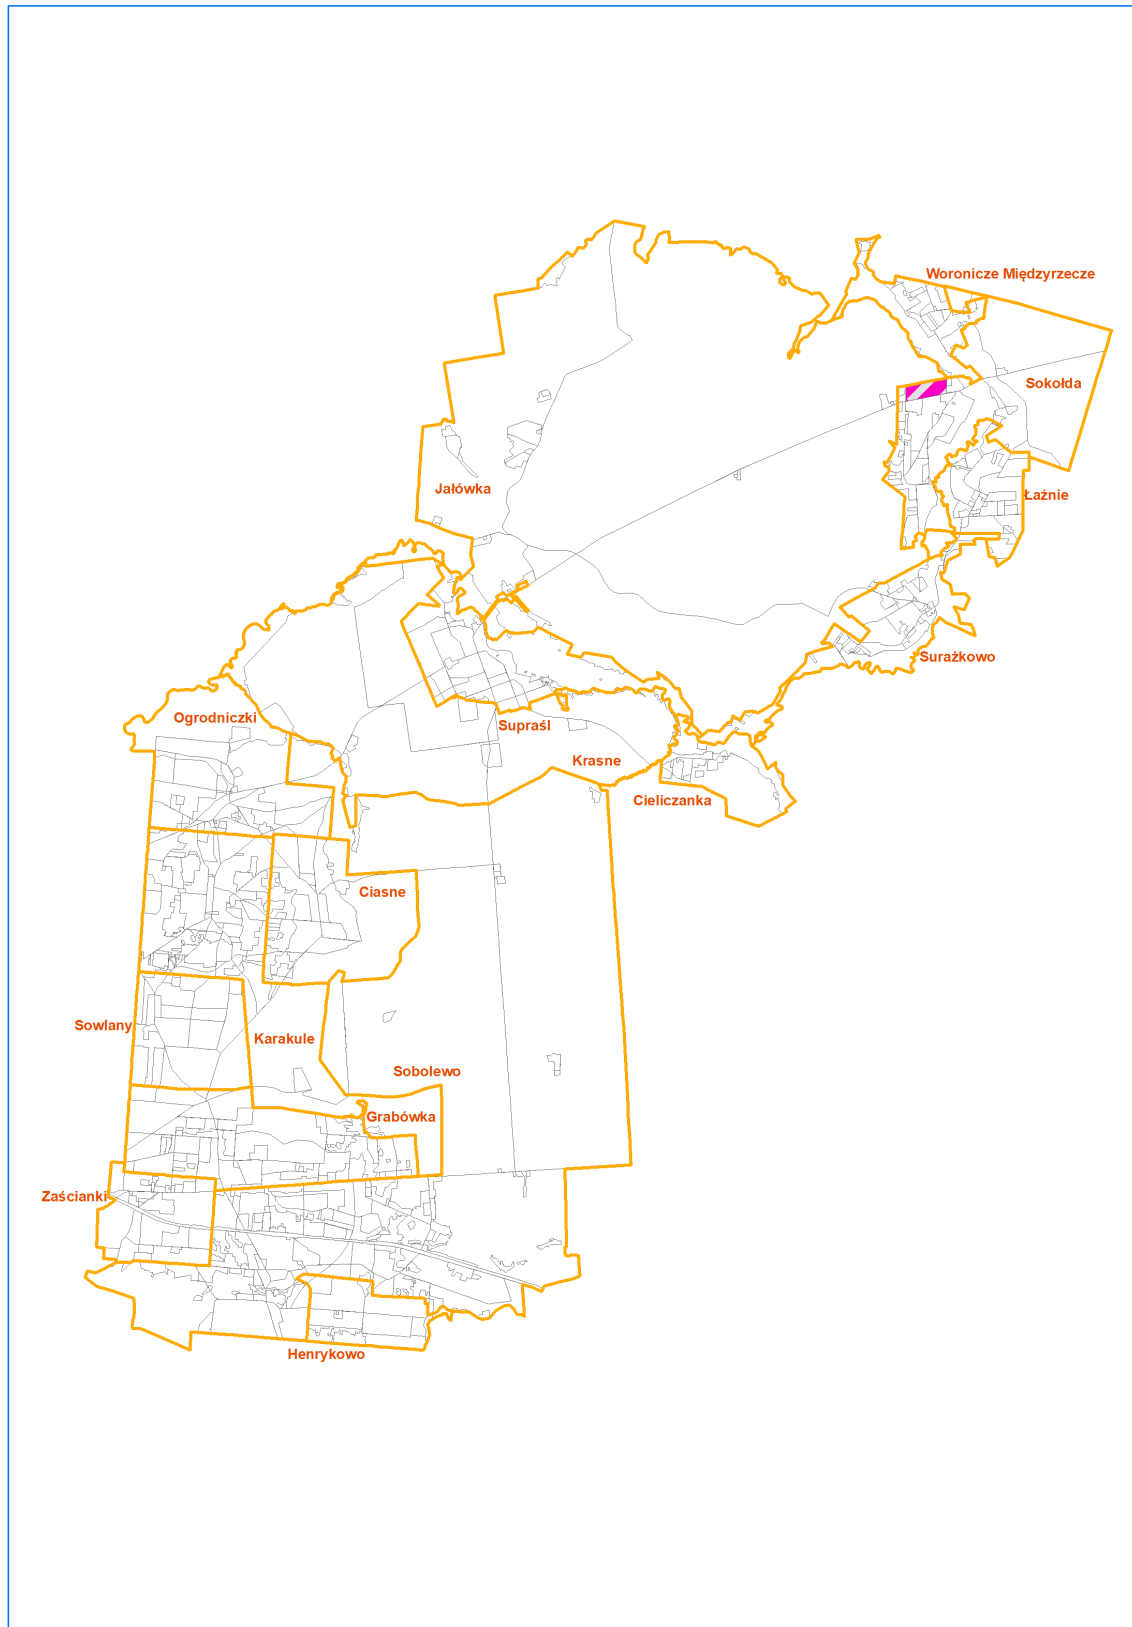 Woronicze Międzyrzecze
Sokołda
Jałówka
Łaźnie
Surażkowo
Ogrodniczki
Supraśl
Krasne
Cieliczanka
Ciasne
Sowlany
Karakule
Sobolewo
Grabówka
Zaścianki
Henrykowo